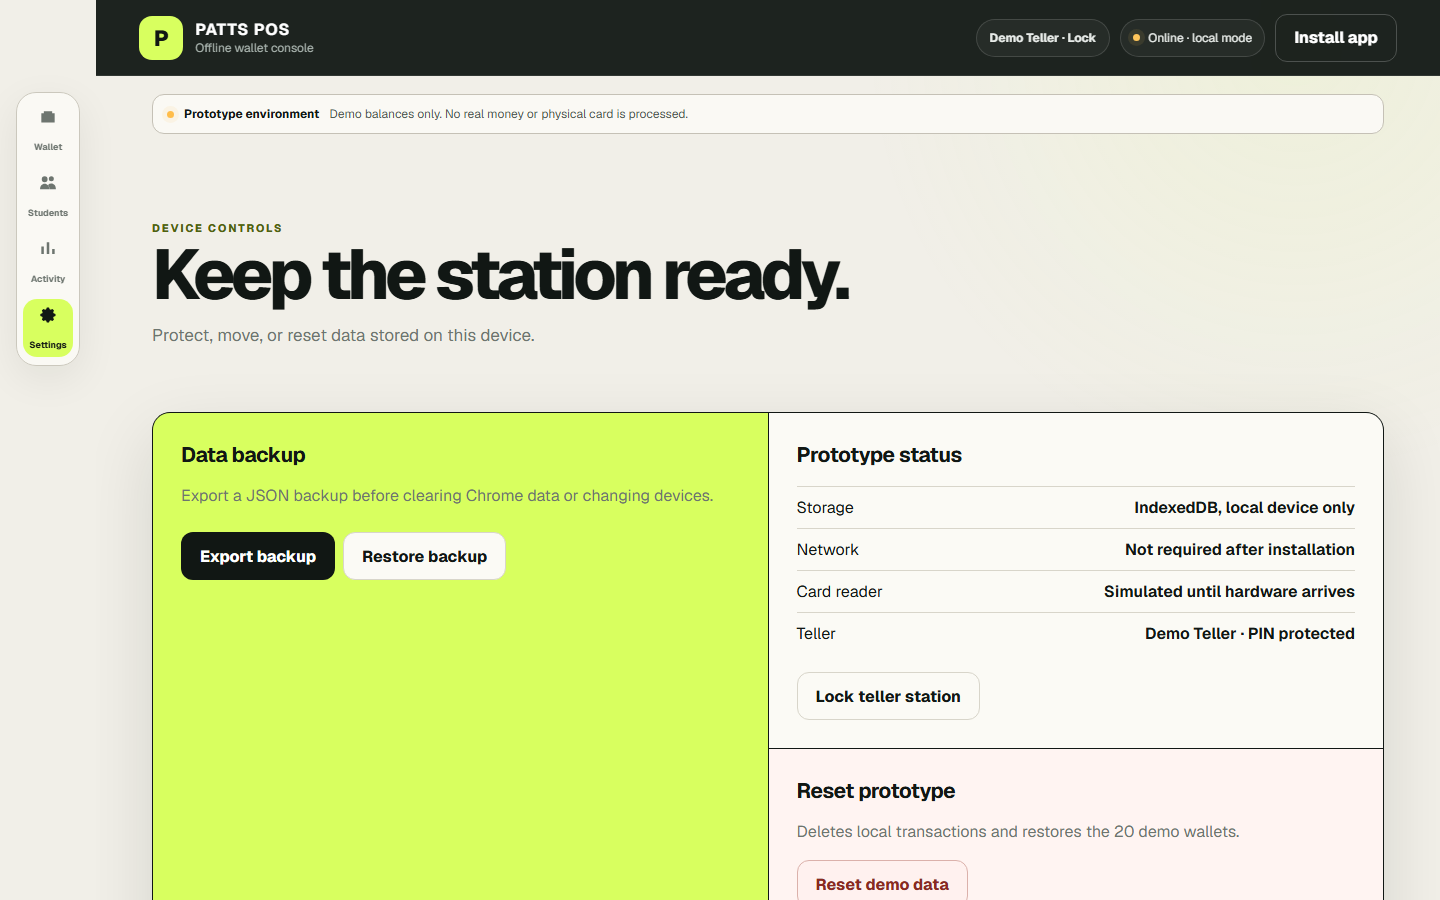 P
PATTS POS
Offline wallet console
Demo Teller · Lock
Online · local mode
Install app
Wallet
Students
Activity
Settings
Prototype environment Demo balances only. No real money or physical card is processed.
DEVICE CONTROLS
Keep the station ready.
Protect, move, or reset data stored on this device.
Data backup
Export a JSON backup before clearing Chrome data or changing devices.
Export backup
Restore backup
Prototype status
Storage IndexedDB, local device only
Network Not required after installation
Card reader Simulated until hardware arrives
Teller Demo Teller · PIN protected
Lock teller station
Reset prototype
Deletes local transactions and restores the 20 demo wallets.
Reset demo data